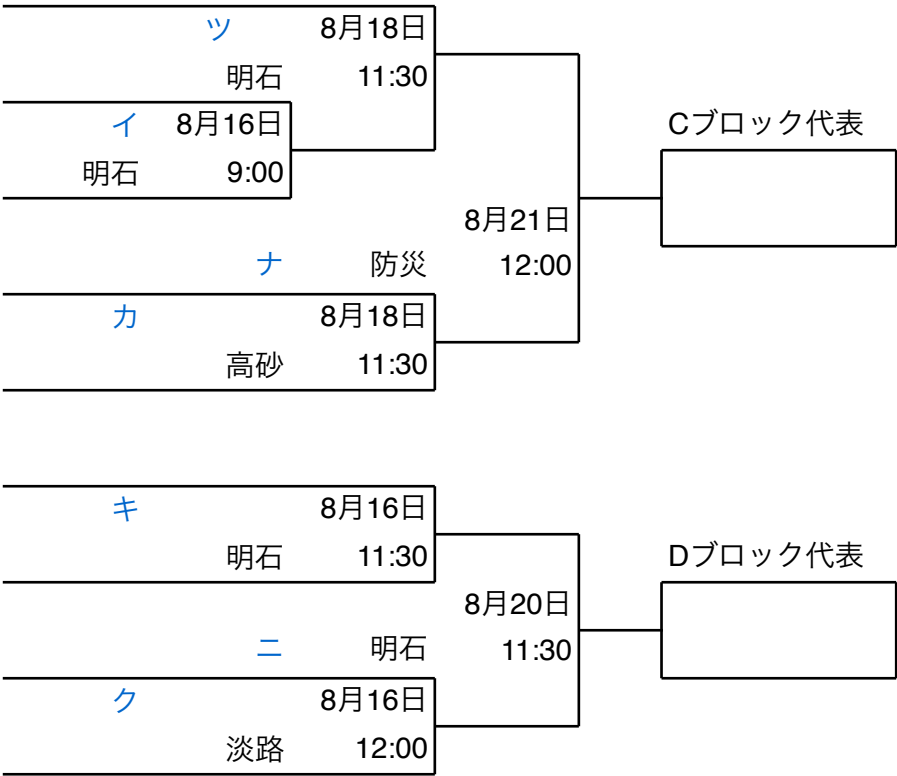 ツ 8月18日
明石 11:30
イ 8月16日
Cブロック代表
明石 9:00
8月21日
ナ 防災 12:00
カ 8月18日
高砂 11:30
キ 8月16日
明石 11:30
Dブロック代表
8月20日
ニ 明石 11:30
ク 8月16日
淡路 12:00